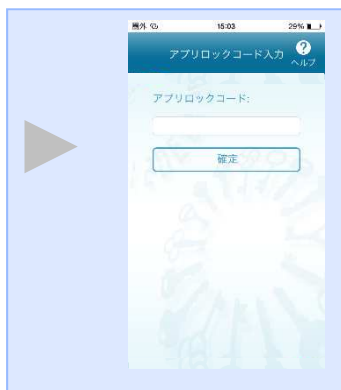 圏外 15:03 29%
アプリロックコード入力 ?
ヘルプ
アプリロックコード:
確定